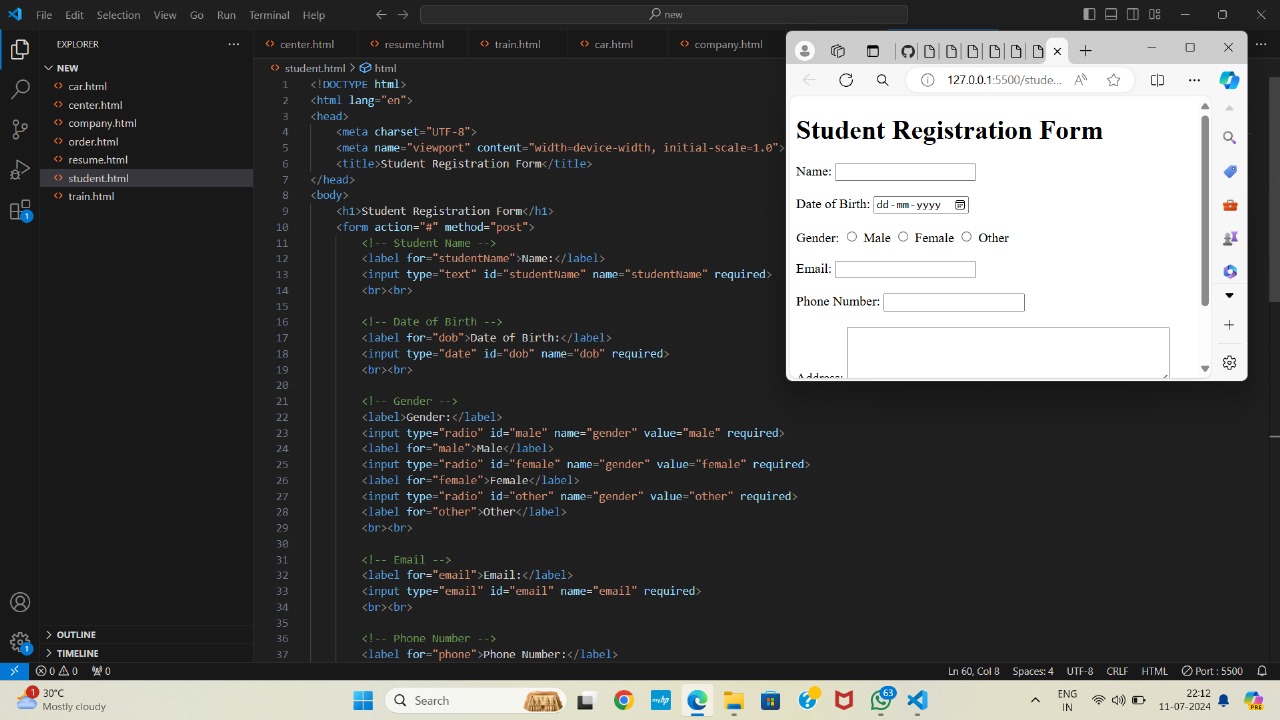 File Edit Selection View Go Run Terminal Help
new
EXPLORER
NEW
car.html
center.html
company.html
order.html
resume.html
student.html
train.html
OUTLINE
TIMELINE
center.html resume.html train.html car.html company.html
student.html > html
1 <!DOCTYPE html>
2 <html lang="en">
3 <head>
4 <meta charset="UTF-8">
5 <meta name="viewport" content="width=device-width, initial-scale=1.0">
6 <title>Student Registration Form</title>
7 </head>
8 <body>
9 <h1>Student Registration Form</h1>
10 <form action="#" method="post">
11 <!-- Student Name -->
12 <label for="studentName">Name:</label>
13 <input type="text" id="studentName" name="studentName" required>
14 <br><br>
15
16 <!-- Date of Birth -->
17 <label for="dob">Date of Birth:</label>
18 <input type="date" id="dob" name="dob" required>
19 <br><br>
20
21 <!-- Gender -->
22 <label>Gender:</label>
23 <input type="radio" id="male" name="gender" value="male" required>
24 <label for="male">Male</label>
25 <input type="radio" id="female" name="gender" value="female" required>
26 <label for="female">Female</label>
27 <input type="radio" id="other" name="gender" value="other" required>
28 <label for="other">Other</label>
29 <br><br>
30
31 <!-- Email -->
32 <label for="email">Email:</label>
33 <input type="email" id="email" name="email" required>
34 <br><br>
35
36 <!-- Phone Number -->
37 <label for="phone">Phone Number:</label>
127.0.0.1:5500/stude...
Student Registration Form
Name:
Date of Birth: dd-mm-yyyy
Gender: Male Female Other
Email:
Phone Number:
Address:
1
1
0 0 0
Ln 60, Col 8 Spaces: 4 UTF-8 CRLF HTML Port : 5500
1
30°C
Mostly cloudy
Search
63
ENG
IN
22:12
11-07-2024
PRE